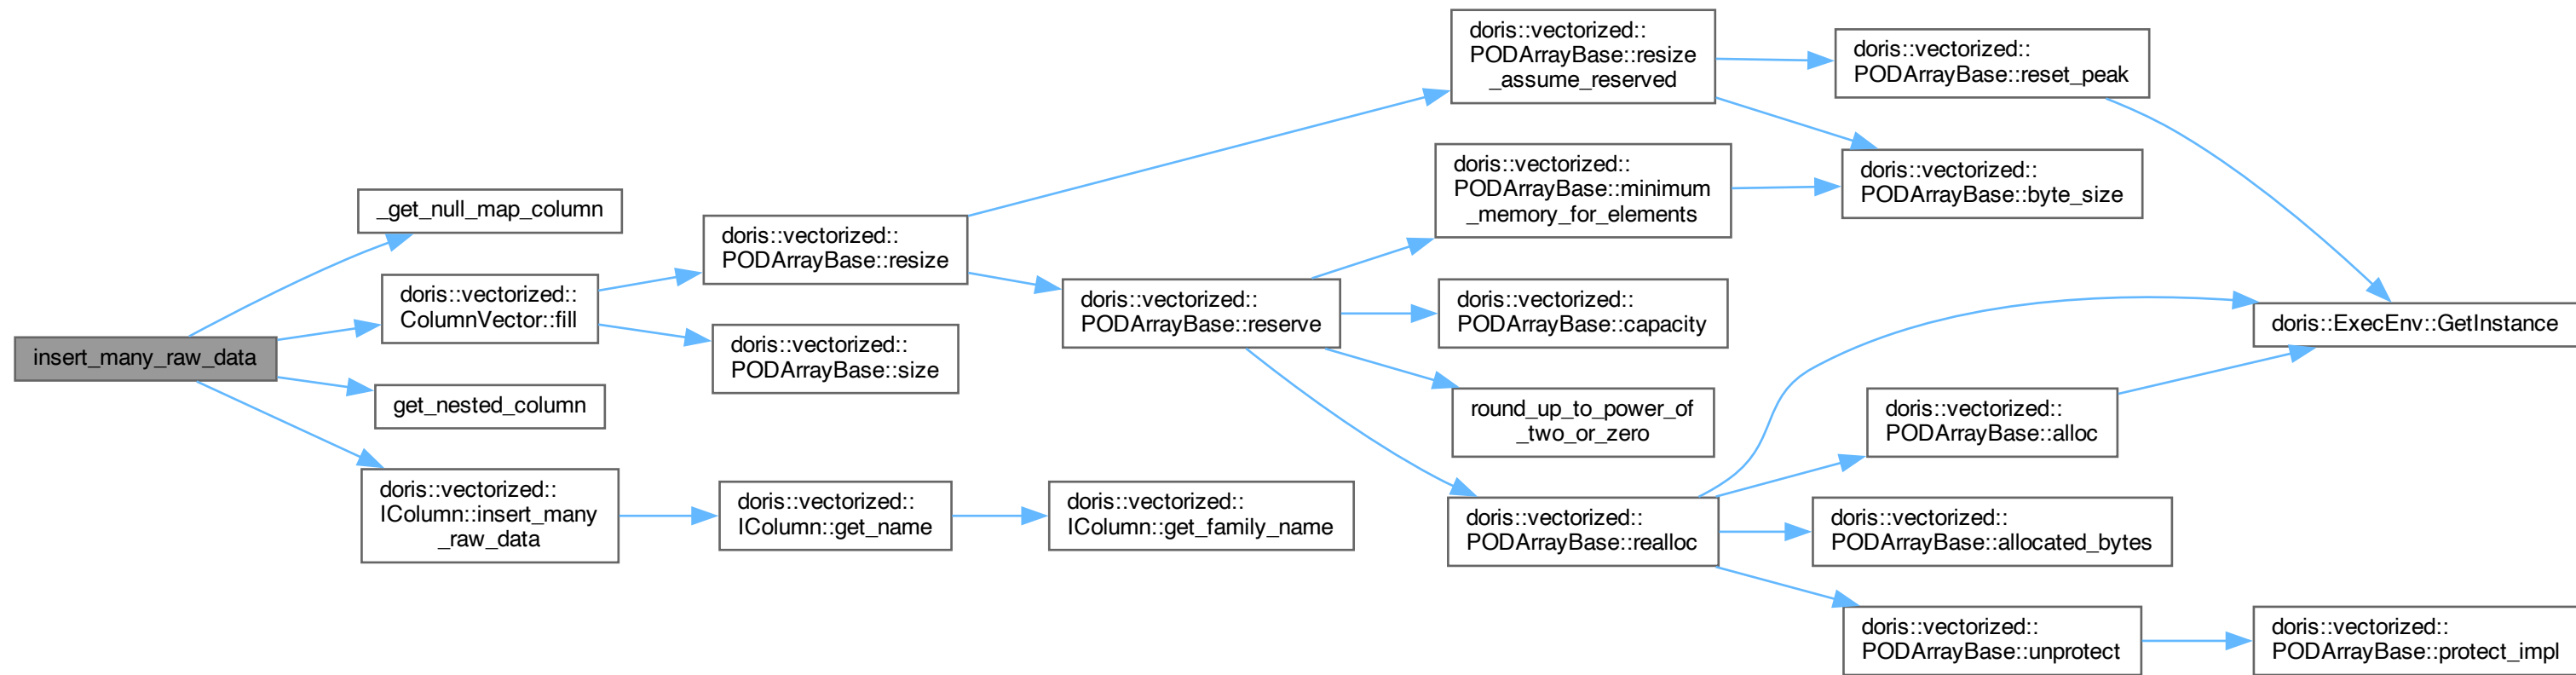 insert_many_raw_data
_get_null_map_column
doris::vectorized::
ColumnVector::fill
get_nested_column
doris::vectorized::
IColumn::insert_many
_raw_data
doris::vectorized::
PODArrayBase::resize
doris::vectorized::
PODArrayBase::size
doris::vectorized::
IColumn::get_name
doris::vectorized::
PODArrayBase::reserve
doris::vectorized::
IColumn::get_family_name
doris::vectorized::
PODArrayBase::resize
_assume_reserved
doris::vectorized::
PODArrayBase::minimum
_memory_for_elements
doris::vectorized::
PODArrayBase::capacity
round_up_to_power_of
_two_or_zero
doris::vectorized::
PODArrayBase::realloc
doris::vectorized::
PODArrayBase::reset_peak
doris::vectorized::
PODArrayBase::byte_size
doris::vectorized::
PODArrayBase::alloc
doris::vectorized::
PODArrayBase::allocated_bytes
doris::vectorized::
PODArrayBase::unprotect
doris::ExecEnv::GetInstance
doris::vectorized::
PODArrayBase::protect_impl